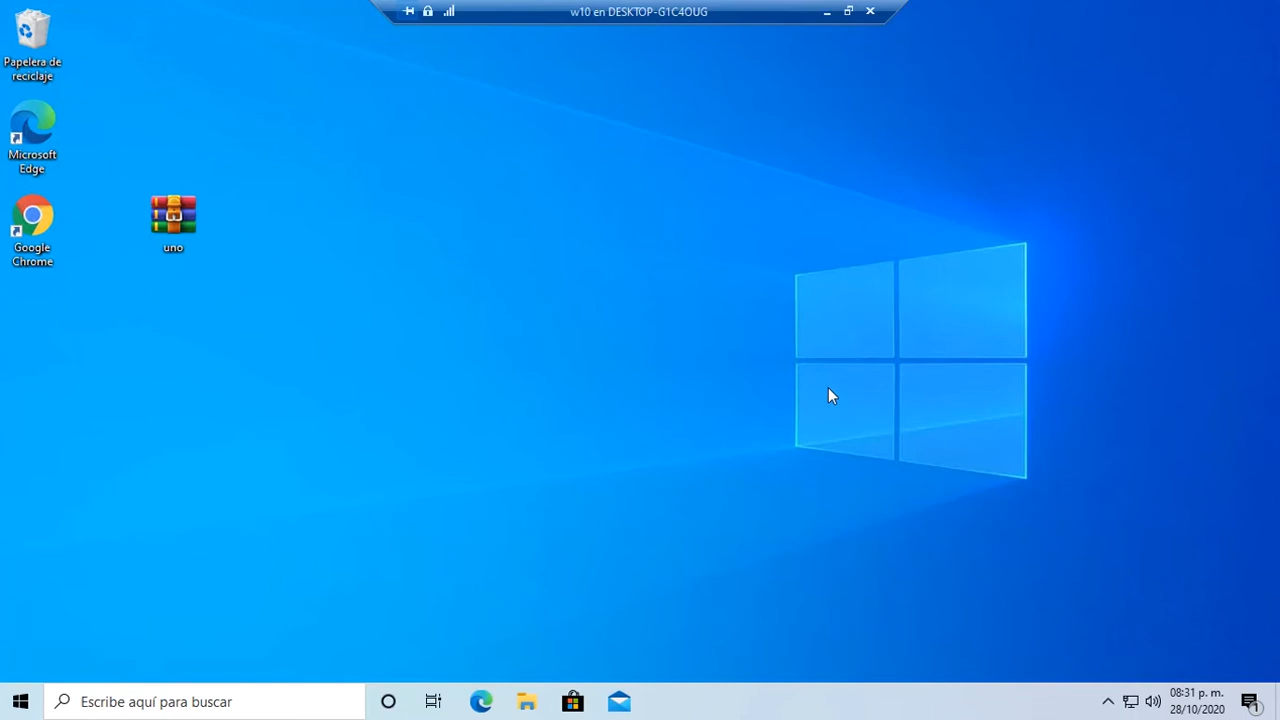 w10 en DESKTOP-G1C4OUG
Papelera de
reciclaje
Microsoft
Edge
Google
Chrome
uno
Escribe aquí para buscar
08:31 p. m.
28/10/2020
1